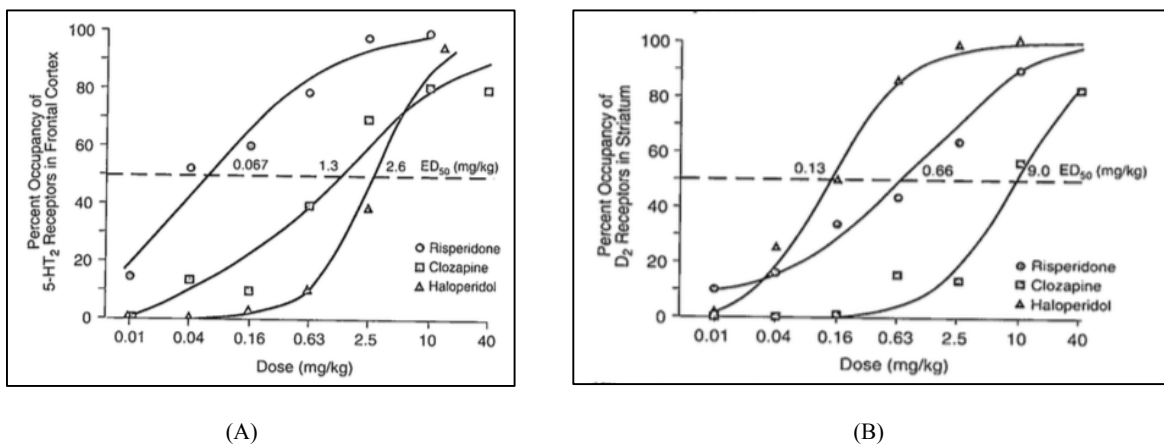 Percent Occupancy of
5-HT₂ Receptors in Frontal Cortex
100
80
60
40
20
0
0.067 1.3 2.6 ED₅₀ (mg/kg)
Risperidone
Clozapine
Haloperidol
0.01 0.04 0.16 0.63 2.5 10 40
Dose (mg/kg)
(A)
Percent Occupancy of
D₂ Receptors in Striatum
100
80
60
40
20
0
0.13 0.66 9.0 ED₅₀ (mg/kg)
Risperidone
Clozapine
Haloperidol
0.01 0.04 0.16 0.63 2.5 10 40
Dose (mg/kg)
(B)